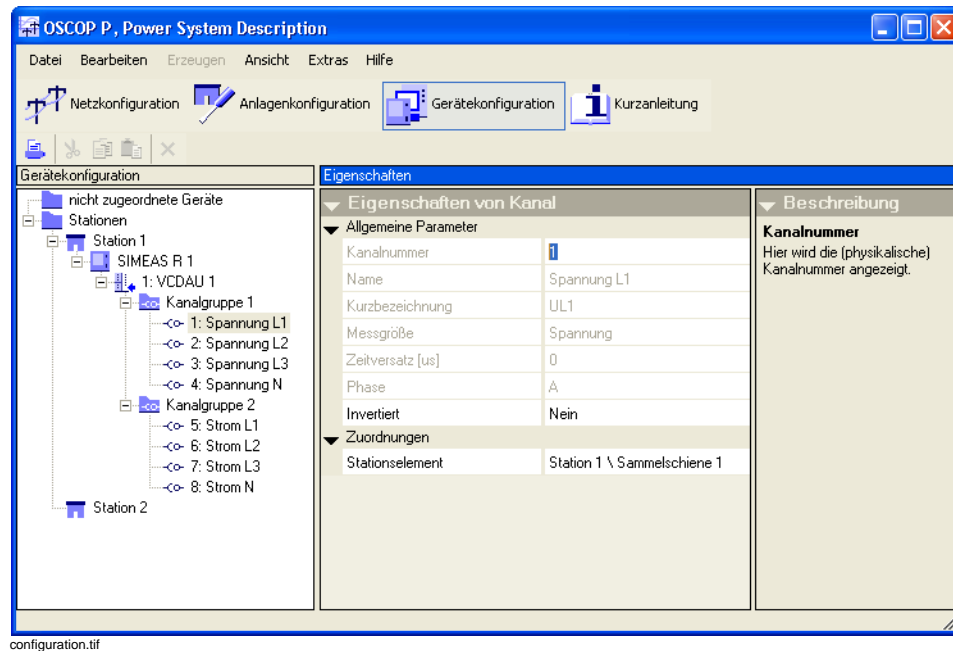 OSCOP P, Power System Description
Datei Bearbeiten Erzeugen Ansicht Extras Hilfe
Netzkonfiguration Anlagenkonfiguration Gerätekonfiguration Kurzanleitung
Gerätekonfiguration
nicht zugeordnete Geräte
Stationen
Station 1
SIMEAS R 1
1: VCDAU 1
Kanalgruppe 1
1: Spannung L1
2: Spannung L2
3: Spannung L3
4: Spannung N
Kanalgruppe 2
5: Strom L1
6: Strom L2
7: Strom L3
8: Strom N
Station 2
Eigenschaften
Eigenschaften von Kanal
Allgemeine Parameter
Kanalnummer 1
Name Spannung L1
Kurzbezeichnung UL1
Messgröße Spannung
Zeitversatz [us] 0
Phase A
Invertiert Nein
Zuordnungen
Stationselement Station 1 \ Sammelschiene 1
Beschreibung
Kanalnummer
Hier wird die (physikalische)
Kanalnummer angezeigt.
configuration.tif